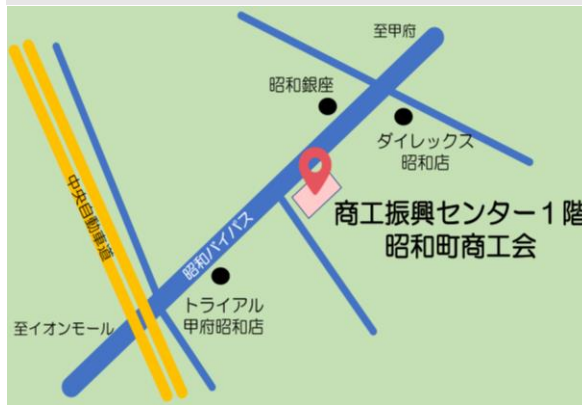 至甲府
昭和銀座
ダイレックス
昭和店
中央自動車道
商工振興センター１階
昭和町商工会
昭和バイパス
トライアル
甲府昭和店
至イオンモール